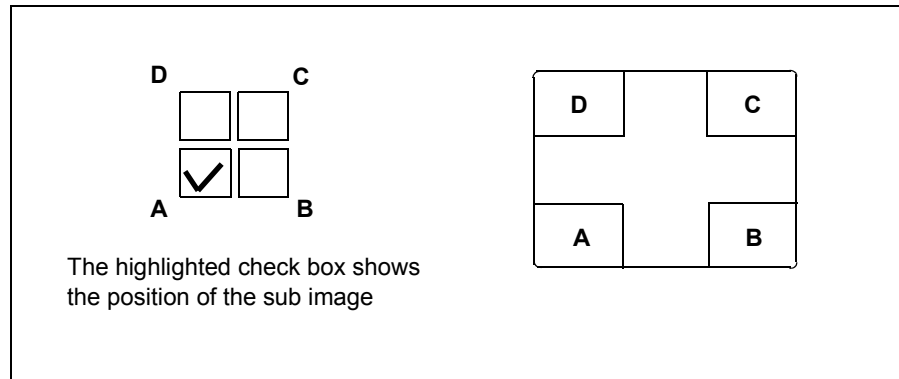 D C
A B
The highlighted check box shows
the position of the sub image
D C
A B